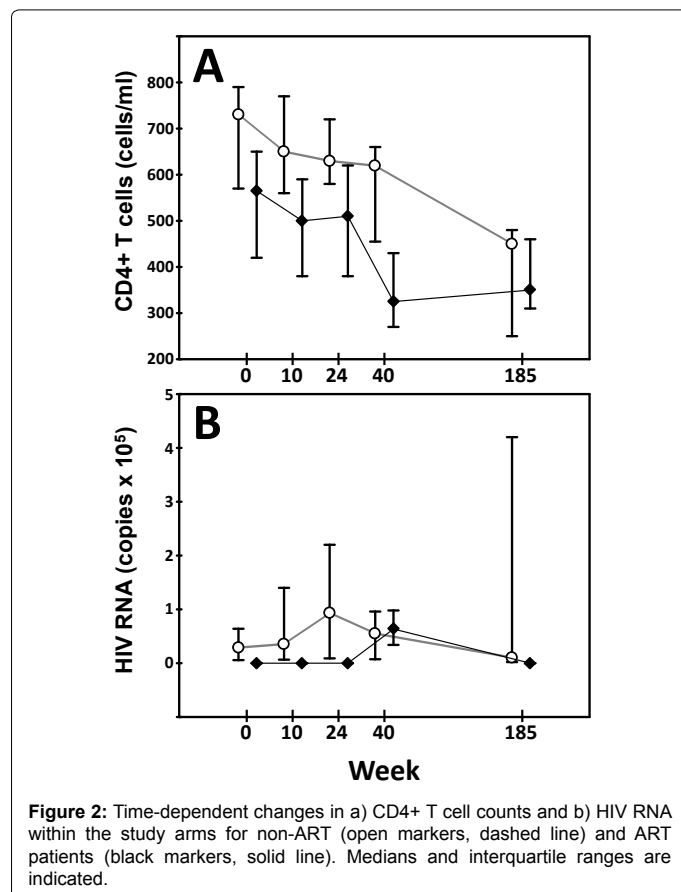 A
CD4+ T cells (cells/ml)
800
700
600
500
400
300
200
0 10 24 40 185
B
HIV RNA (copies x 10⁵)
5
4
3
2
1
0
0 10 24 40 185
Week
Figure 2: Time-dependent changes in a) CD4+ T cell counts and b) HIV RNA
within the study arms for non-ART (open markers, dashed line) and ART
patients (black markers, solid line). Medians and interquartile ranges are
indicated.